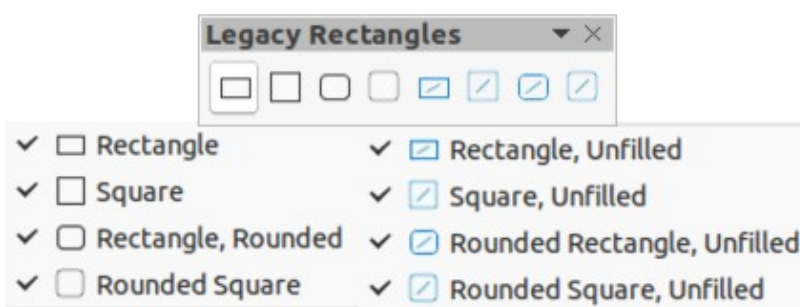 Legacy Rectangles
Rectangle
Square
Rectangle, Rounded
Rounded Square
Rectangle, Unfilled
Square, Unfilled
Rounded Rectangle, Unfilled
Rounded Square, Unfilled